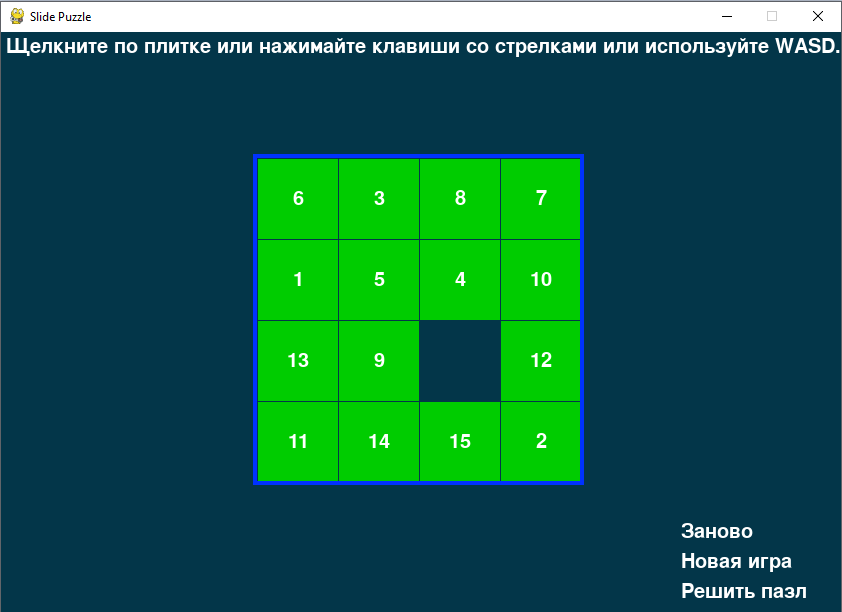 Slide Puzzle
Щелкните по плитке или нажимайте клавиши со стрелками или используйте WASD.
6 3 8 7
1 5 4 10
13 9 12
11 14 15 2
Заново
Новая игра
Решить пазл